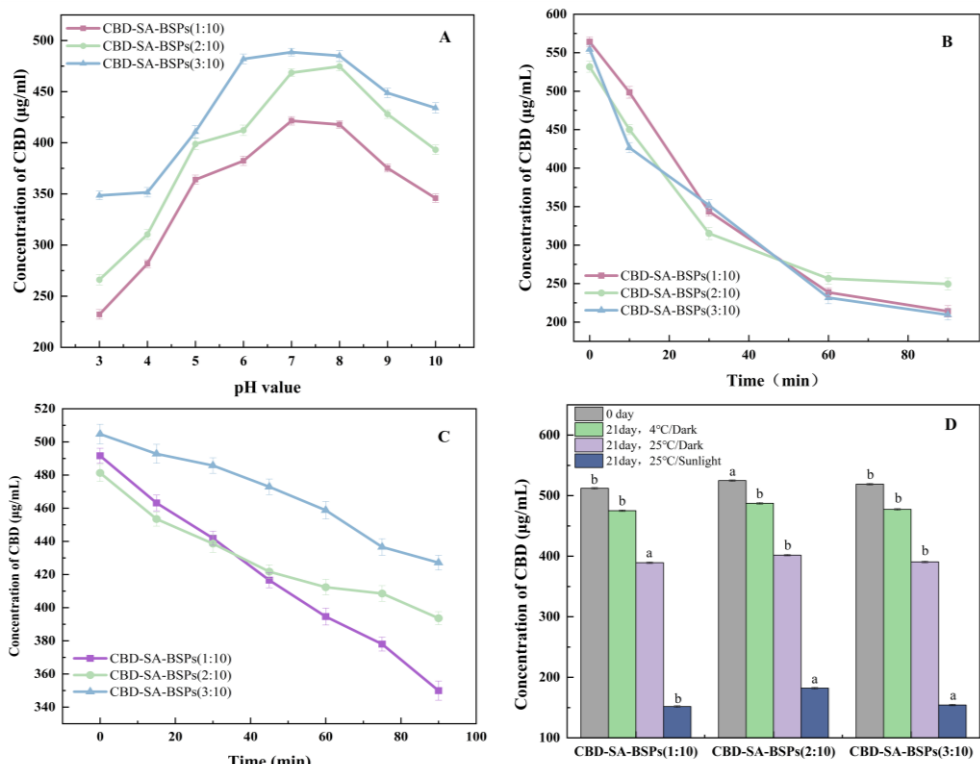 A
CBD-SA-BSPs(1:10)
CBD-SA-BSPs(2:10)
CBD-SA-BSPs(3:10)
Concentration of CBD (μg/ml)
500
450
400
350
300
250
200
3 4 5 6 7 8 9 10
pH value
B
Concentration of CBD (μg/mL)
600
550
500
450
400
350
300
250
200
CBD-SA-BSPs(1:10)
CBD-SA-BSPs(2:10)
CBD-SA-BSPs(3:10)
0 20 40 60 80
Time（min）
C
Concentration of CBD (μg/mL)
520
500
480
460
440
420
400
380
360
340
CBD-SA-BSPs(1:10)
CBD-SA-BSPs(2:10)
CBD-SA-BSPs(3:10)
0 20 40 60 80 100
Time (min)
D
0 day
21day，4℃/Dark
21day，25℃/Dark
21day，25℃/Sunlight
Concentration of CBD (μg/mL)
600
500
400
300
200
100
b b a b
a b b a
b b b a
CBD-SA-BSPs(1:10) CBD-SA-BSPs(2:10) CBD-SA-BSPs(3:10)